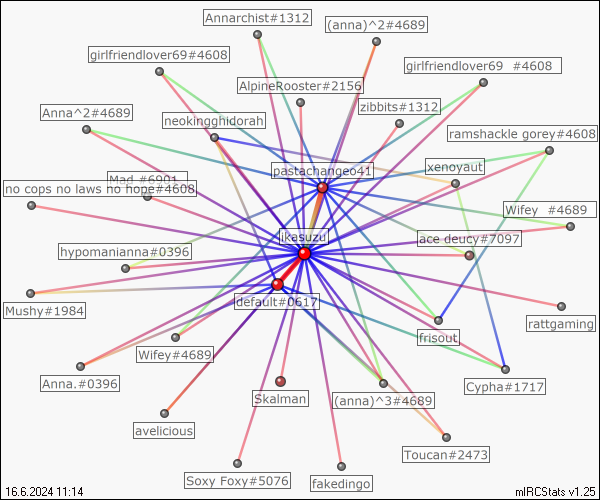 Annarchist#1312
(anna)^2#4689
girlfriendlover69#4608
girlfriendlover69 #4608
AlpineRooster#2156
Anna^2#4689
neokingghidorah
zibbits#1312
ramshackle gorey#4608
pastachange041
xenoyaut
Mad #6901
no cops no laws no hope#4608
Wifey #4689
ikasuzu
ace deucy#7097
hypomanianna#0396
default#0617
Mushy#1984
rattgaming
frisout
Wifey#4689
Anna.#0396
Cypha#1717
Skalman
(anna)^3#4689
avelicious
Toucan#2473
Soxy Foxy#5076
fakedingo
16.6.2024 11:14
mIRCStats v1.25